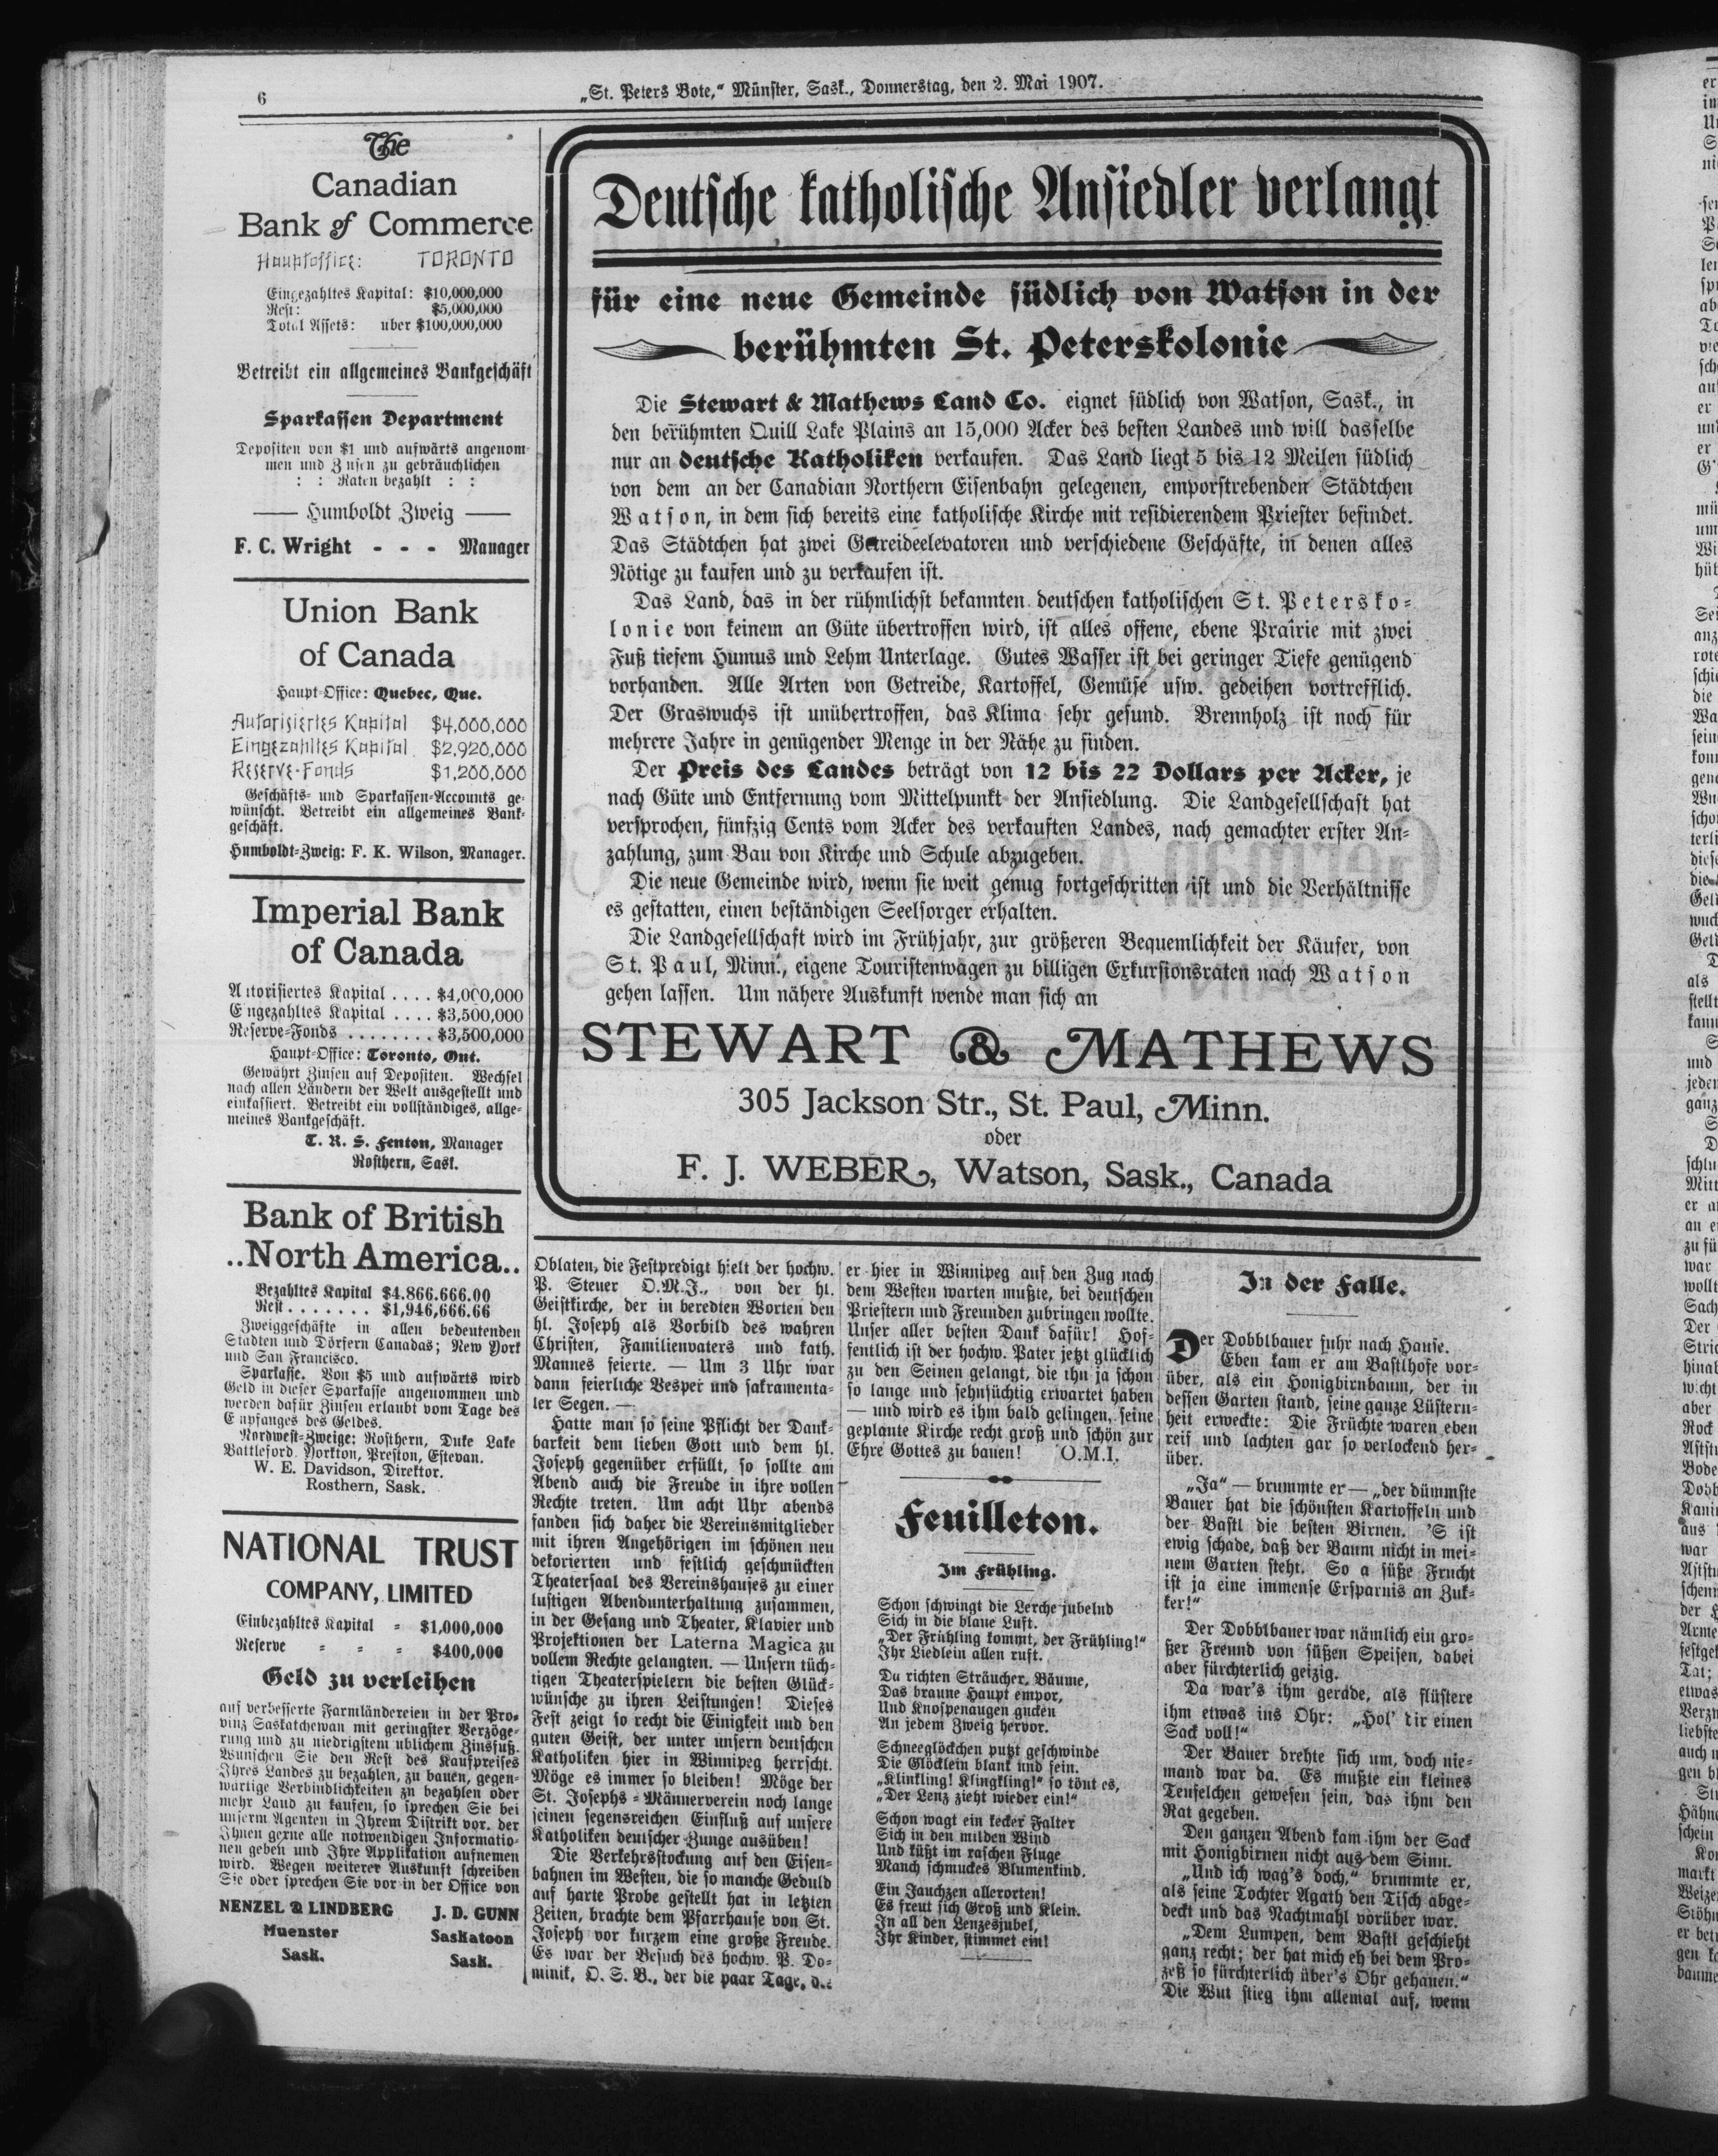 6
„St. Peters Bote,“ Münster, Sask., Donnerstag, den 2. Mai 1907.
The
Canadian
Bank of Commerce
Hauptoffice: TORONTO
Eingezahltes Kapital: $10,000,000
Rest: $5,000,000
Total Assets: uber $100,000,000
Betreibt ein allgemeines Bankgeschäft
Sparkassen Department
Depositen von $1 und aufwärts angenom-
men und Zinsen zu gebräuchlichen
: : Raten bezahlt : :
Humboldt Zweig
F. C. Wright - - - Manager
Union Bank
of Canada
Haupt-Office: Quebec, Que.
Autorisiertes Kapital $4,000,000
Eingezahltes Kapital $2,920,000
Reserve-Fonds $1,200,000
Geschäfts- und Sparkassen-Accounts ge-
wünscht. Betreibt ein allgemeines Bank-
geschäft.
Humboldt-Zweig: F. K. Wilson, Manager.
Imperial Bank
of Canada
Autorisiertes Kapital .... $4,000,000
Eingezahltes Kapital .... $3,500,000
Reserve-Fonds ........ $3,500,000
Haupt-Office: Toronto, Ont.
Gewährt Zinsen auf Depositen. Wechsel
nach allen Ländern der Welt ausgestellt und
einkassiert. Betreibt ein vollständiges, allge-
meines Bankgeschäft.
T. R. S. Fenton, Manager
Rosthern, Sask.
Bank of British
..North America..
Bezahltes Kapital $4.866.666.00
Rest....... $1,946,666.66
Zweiggeschäfte in allen bedeutenden
Städten und Dörfern Canadas; New York
und San Francisco.
Sparkasse. Von $5 und aufwärts wird
Geld in dieser Sparkasse angenommen und
werden dafür Zinsen erlaubt vom Tage des
Empfanges des Geldes.
Nordwest-Zweige: Rosthern, Duke Lake
Battleford, Yorkton, Preston, Estevan.
W. E. Davidson, Direktor.
Rosthern, Sask.
NATIONAL TRUST
COMPANY, LIMITED
Einbezahltes Kapital = $1,000,000
Reserve = = = $400,000
Geld zu verleihen
auf verbesserte Farmländereien in der Pro-
vinz Saskatchewan mit geringster Verzöge-
rung und zu niedrigstem ublichem Zinsfuß.
Wünschen Sie den Rest des Kaufpreises
Ihres Landes zu bezahlen, zu bauen, gegen-
wärtige Verbindlichkeiten zu bezahlen oder
mehr Land zu kaufen, so sprechen Sie bei
unserm Agenten in Ihrem Distrikt vor, der
Ihnen gerne alle notwendigen Informatio-
nen geben und Ihre Applikation aufnemen
wird. Wegen weiterer Auskunft schreiben
Sie oder sprechen Sie vor in der Office von
NENZEL & LINDBERG J. D. GUNN
Muenster Saskatoon
Sask. Sask.
Deutsche katholische Ansiedler verlangt
für eine neue Gemeinde südlich von Watson in der
berühmten St. Peterskolonie
Die Stewart & Mathews Land Co. eignet südlich von Watson, Sask., in
den berühmten Quill Lake Plains an 15,000 Acker des besten Landes und will dasselbe
nur an deutsche Katholiken verkaufen. Das Land liegt 5 bis 12 Meilen südlich
von dem an der Canadian Northern Eisenbahn gelegenen, emporstrebenden Städtchen
Watson, in dem sich bereits eine katholische Kirche mit residierendem Priester befindet.
Das Städtchen hat zwei Getreideelevatoren und verschiedene Geschäfte, in denen alles
Nötige zu kaufen und zu verkaufen ist.
Das Land, das in der rühmlichst bekannten deutschen katholischen St. Petersko-
lonie von keinem an Güte übertroffen wird, ist alles offene, ebene Prairie mit zwei
Fuß tiefem Humus und Lehm Unterlage. Gutes Wasser ist bei geringer Tiefe genügend
vorhanden. Alle Arten von Getreide, Kartoffel, Gemüse usw. gedeihen vortrefflich.
Der Graswuchs ist unübertroffen, das Klima sehr gesund. Brennholz ist noch für
mehrere Jahre in genügender Menge in der Nähe zu finden.
Der Preis des Landes beträgt von 12 bis 22 Dollars per Acker, je
nach Güte und Entfernung vom Mittelpunkt der Ansiedlung. Die Landgesellschaft hat
versprochen, fünfzig Cents vom Acker des verkauften Landes, nach gemachter erster An-
zahlung, zum Bau von Kirche und Schule abzugeben.
Die neue Gemeinde wird, wenn sie weit genug fortgeschritten ist und die Verhältnisse
es gestatten, einen beständigen Seelsorger erhalten.
Die Landgesellschaft wird im Frühjahr, zur größeren Bequemlichkeit der Käufer, von
St. Paul, Minn., eigene Touristenwagen zu billigen Exkursionsraten nach Watson
gehen lassen. Um nähere Auskunft wende man sich an
STEWART & MATHEWS
305 Jackson Str., St. Paul, Minn.
oder
F. J. WEBER, Watson, Sask., Canada
Oblaten, die Festpredigt hielt der hochw.
P. Steuer O.M.J., von der hl.
Geistkirche, der in beredten Worten den
hl. Joseph als Vorbild des wahren
Christen, Familienvaters und kath.
Mannes feierte. — Um 3 Uhr war
dann feierliche Vesper und sakramenta-
ler Segen. —
Hatte man so seine Pflicht der Dank-
barkeit dem lieben Gott und dem hl.
Joseph gegenüber erfüllt, so sollte am
Abend auch die Freude in ihre vollen
Rechte treten. Um acht Uhr abends
fanden sich daher die Vereinsmitglieder
mit ihren Angehörigen im schönen neu
dekorierten und festlich geschmückten
Theatersaal des Vereinshauses zu einer
lustigen Abendunterhaltung zusammen,
in der Gesang und Theater, Klavier und
Projektionen der Laterna Magica zu
vollem Rechte gelangten. — Unsern tüch-
tigen Theaterspielern die besten Glück-
wünsche zu ihren Leistungen! Dieses
Fest zeigt so recht die Einigkeit und den
guten Geist, der unter unsern deutschen
Katholiken hier in Winnipeg herrscht.
Möge es immer so bleiben! Möge der
St. Josephs-Männerverein noch lange
seinen segensreichen Einfluß auf unsere
Katholiken deutscher Zunge ausüben!
Die Verkehrsstockung auf den Eisen-
bahnen im Westen, die so manche Geduld
auf harte Probe gestellt hat in letzten
Zeiten, brachte dem Pfarrhause von St.
Joseph vor kurzem eine große Freude.
Es war der Besuch des hochw. P. Do-
minik, O. S. B., der die paar Tage, die
er hier in Winnipeg auf den Zug nach
dem Westen warten mußte, bei deutschen
Priestern und Freunden zubringen wollte.
Unser aller besten Dank dafür! Hof-
fentlich ist der hochw. Pater jetzt glücklich
zu den Seinen gelangt, die ihn ja schon
so lange und sehnsüchtig erwartet haben
— und wird es ihm bald gelingen, seine
geplante Kirche recht groß und schön zur
Ehre Gottes zu bauen! O.M.I.
Feuilleton.
Im Frühling.
Schon schwingt die Lerche jubelnd
Sich in die blaue Luft.
„Der Frühling kommt, der Frühling!“
Ihr Liedlein allen ruft.
Du richten Sträucher, Bäume,
Das braune Haupt empor,
Und Knospenaugen gucken
An jedem Zweig hervor.
Schneeglöckchen putzt geschwinde
Die Glöcklein blank und fein.
„Klinkling! Klingkling!“ so tönt es,
„Der Lenz zieht wieder ein!“
Schon wagt ein kecker Falter
Sich in den milden Wind
Und küßt im raschen Fluge
Manch schmuckes Blumenkind.
Ein Jauchzen allerorten!
Es freut sich Groß und Klein.
In all den Lenzesjubel,
Ihr Kinder, stimmet ein!
In der Falle.
Der Dobblbauer fuhr nach Hause.
Eben kam er am Bastlhofe vor-
über, als ein Honigbirnbaum, der in
dessen Garten stand, seine ganze Lüstern-
heit erweckte: Die Früchte waren eben
reif und lachten gar so verlockend her-
über.
„Ja“ — brummte er — „der dümmste
Bauer hat die schönsten Kartoffeln und
der Bastl die besten Birnen. 'S ist
ewig schade, daß der Baum nicht in mei-
nem Garten steht. So a süße Frucht
ist ja eine immense Ersparnis an Zuk-
ker!“
Der Dobblbauer war nämlich ein gro-
ßer Freund von süßen Speisen, dabei
aber fürchterlich geizig.
Da war's ihm gerade, als flüstere
ihm etwas ins Ohr: „Hol' dir einen
Sack voll!“
Der Bauer drehte sich um, doch nie-
mand war da. Es mußte ein kleines
Teufelchen gewesen sein, das ihm den
Rat gegeben.
Den ganzen Abend kam ihm der Sack
mit Honigbirnen nicht aus dem Sinn.
„Und ich wag's doch,“ brummte er,
als seine Tochter Agath den Tisch abge-
deckt und das Nachtmahl vorüber war.
„Dem Lumpen, dem Bastl geschieht
ganz recht; der hat mich eh bei dem Pro-
zeß so fürchterlich über's Ohr gehauen.“
Die Wut stieg ihm allemal auf, wenn